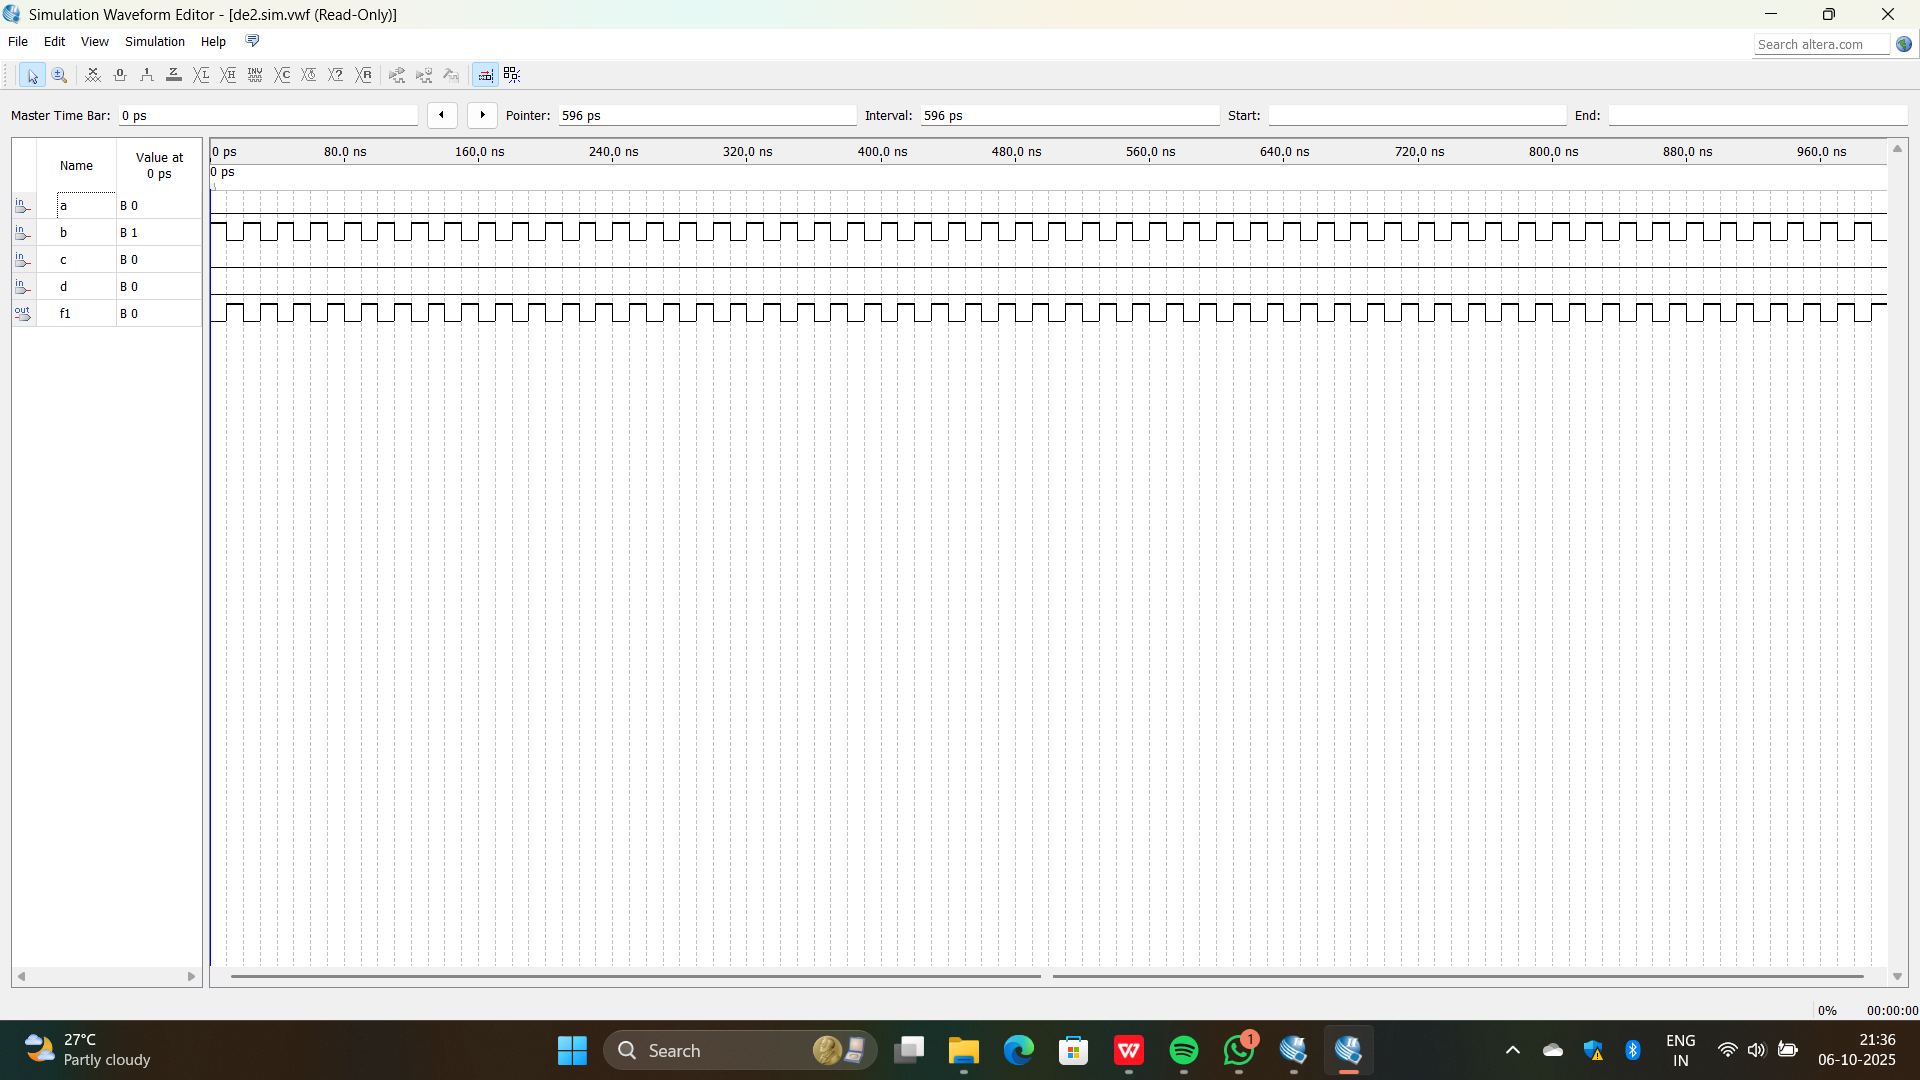 Simulation Waveform Editor - [de2.sim.vwf (Read-Only)]
File Edit View Simulation Help
Search altera.com
Master Time Bar: 0 ps Pointer: 596 ps Interval: 596 ps Start: End:
Name Value at 0 ps
0 ps 80.0 ns 160.0 ns 240.0 ns 320.0 ns 400.0 ns 480.0 ns 560.0 ns 640.0 ns 720.0 ns 800.0 ns 880.0 ns 960.0 ns
0 ps
in a B 0
in b B 1
in c B 0
in d B 0
out f1 B 0
0% 00:00:00
27°C
Partly cloudy
Search
1
ENG
IN
21:36
06-10-2025